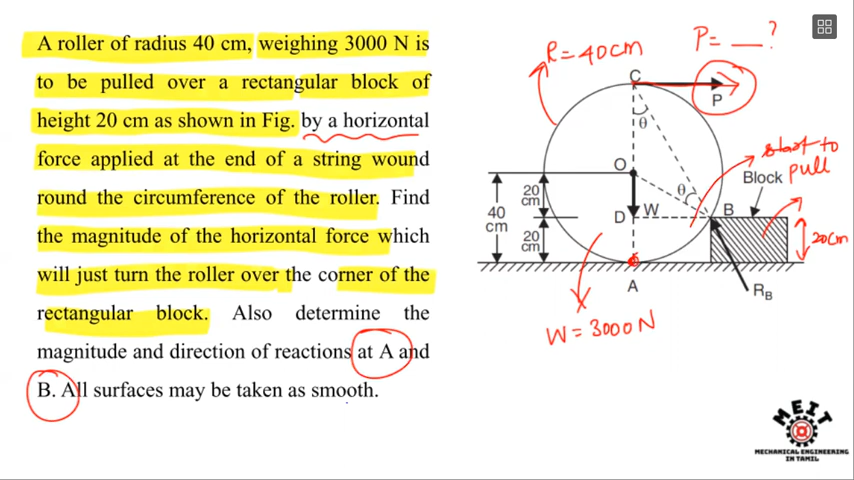 A roller of radius 40 cm, weighing 3000 N is
to be pulled over a rectangular block of
height 20 cm as shown in Fig. by a horizontal
force applied at the end of a string wound
round the circumference of the roller. Find
the magnitude of the horizontal force which
will just turn the roller over the corner of the
rectangular block. Also determine the
magnitude and direction of reactions at A and
B. All surfaces may be taken as smooth.
R = 40cm
P = __ ?
C
P
θ
start to
pull
O
θ
Block
20
cm
W
40
cm
D
B
20
cm
20cm
A
R_B
W = 3000N
MEIT
MECHANICAL ENGINEERING
IN TAMIL